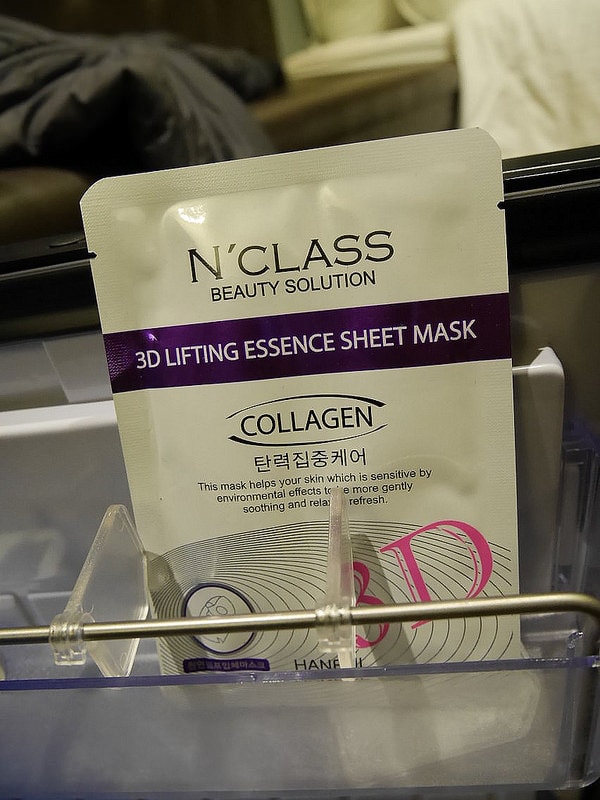 N'CLASS
BEAUTY SOLUTION
3D LIFTING ESSENCE SHEET MASK
COLLAGEN
탄력집중케어
This mask helps your skin which is sensitive by
environmental effects to be more gently
soothing and relax, refresh.
3D